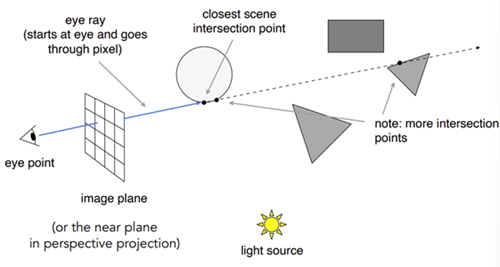 eye ray
(starts at eye and goes
through pixel)
closest scene
intersection point
note: more intersection
points
eye point
image plane
(or the near plane
in perspective projection)
light source